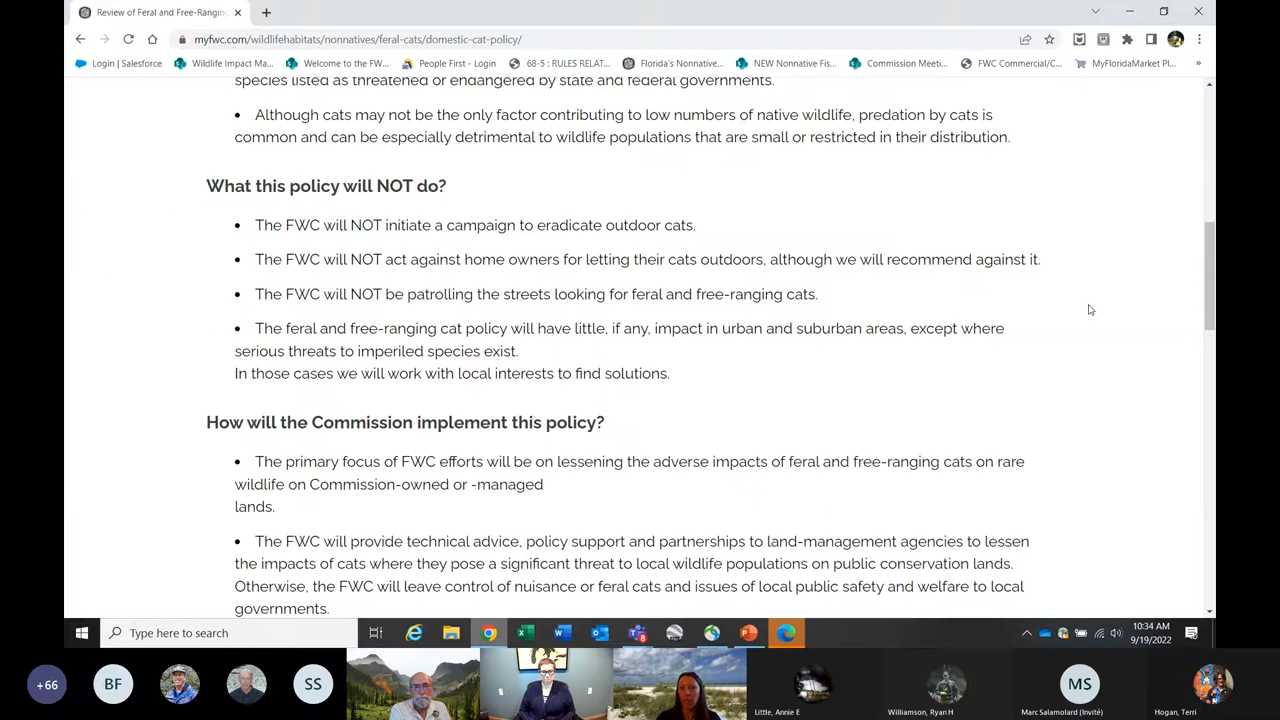 Review of Feral and Free-Rangin
myfwc.com/wildlifehabitats/nonnatives/feral-cats/domestic-cat-policy/
Login | Salesforce
Wildlife Impact Ma...
Welcome to the FW...
People First - Login
68-5 : RULES RELAT...
Florida's Nonnative...
NEW Nonnative Fis...
Commission Meeti...
FWC Commercial/C...
MyFloridaMarket Pl...
species listed as threatened or endangered by state and federal governments.
• Although cats may not be the only factor contributing to low numbers of native wildlife, predation by cats is
common and can be especially detrimental to wildlife populations that are small or restricted in their distribution.
What this policy will NOT do?
• The FWC will NOT initiate a campaign to eradicate outdoor cats.
• The FWC will NOT act against home owners for letting their cats outdoors, although we will recommend against it.
• The FWC will NOT be patrolling the streets looking for feral and free-ranging cats.
• The feral and free-ranging cat policy will have little, if any, impact in urban and suburban areas, except where
serious threats to imperiled species exist.
In those cases we will work with local interests to find solutions.
How will the Commission implement this policy?
• The primary focus of FWC efforts will be on lessening the adverse impacts of feral and free-ranging cats on rare
wildlife on Commission-owned or -managed
lands.
• The FWC will provide technical advice, policy support and partnerships to land-management agencies to lessen
the impacts of cats where they pose a significant threat to local wildlife populations on public conservation lands.
Otherwise, the FWC will leave control of nuisance or feral cats and issues of local public safety and welfare to local
governments.
Type here to search
10:34 AM
9/19/2022
+66
BF
SS
MS
Little, Annie E
Williamson, Ryan H
Marc Salamolard (Invité)
Hogan, Terri